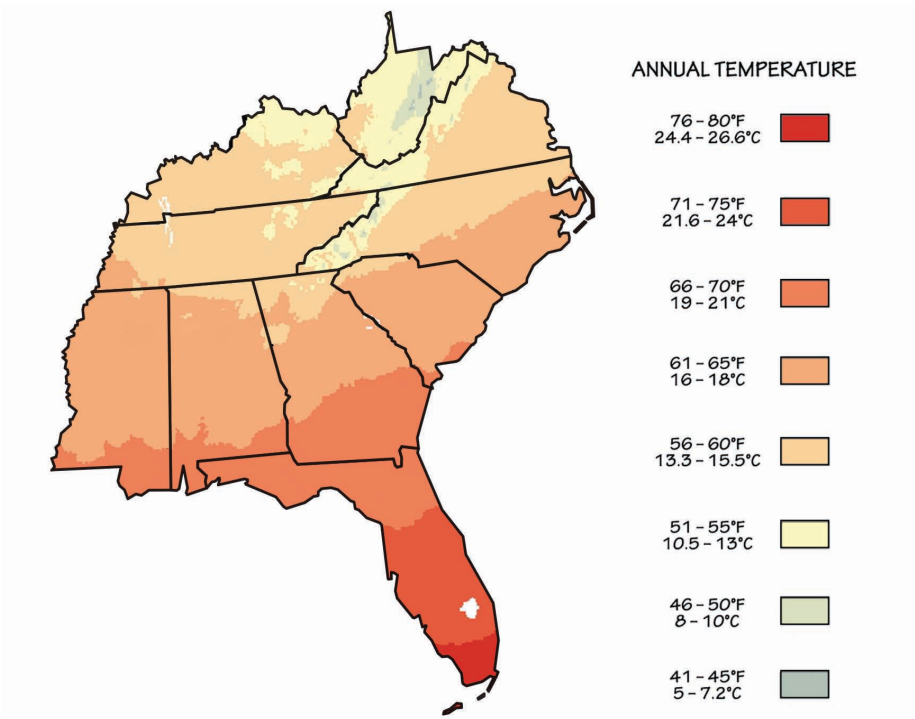 ANNUAL TEMPERATURE
76 – 80°F
24.4 – 26.6°C
71 – 75°F
21.6 – 24°C
66 – 70°F
19 – 21°C
61 – 65°F
16 – 18°C
56 – 60°F
13.3 – 15.5°C
51 – 55°F
10.5 – 13°C
46 – 50°F
8 – 10°C
41 – 45°F
5 – 7.2°C